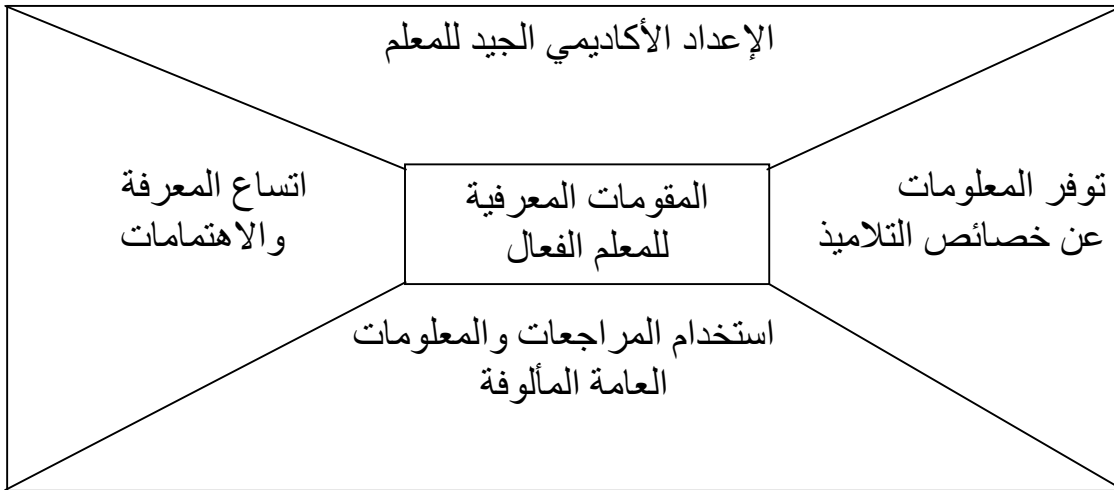 الإعداد الأكاديمي الجيد للمعلم
توفر المعلومات
عن خصائص التلاميذ
المقومات المعرفية
للمعلم الفعال
اتساع المعرفة
والاهتمامات
استخدام المراجعات والمعلومات
العامة المألوفة